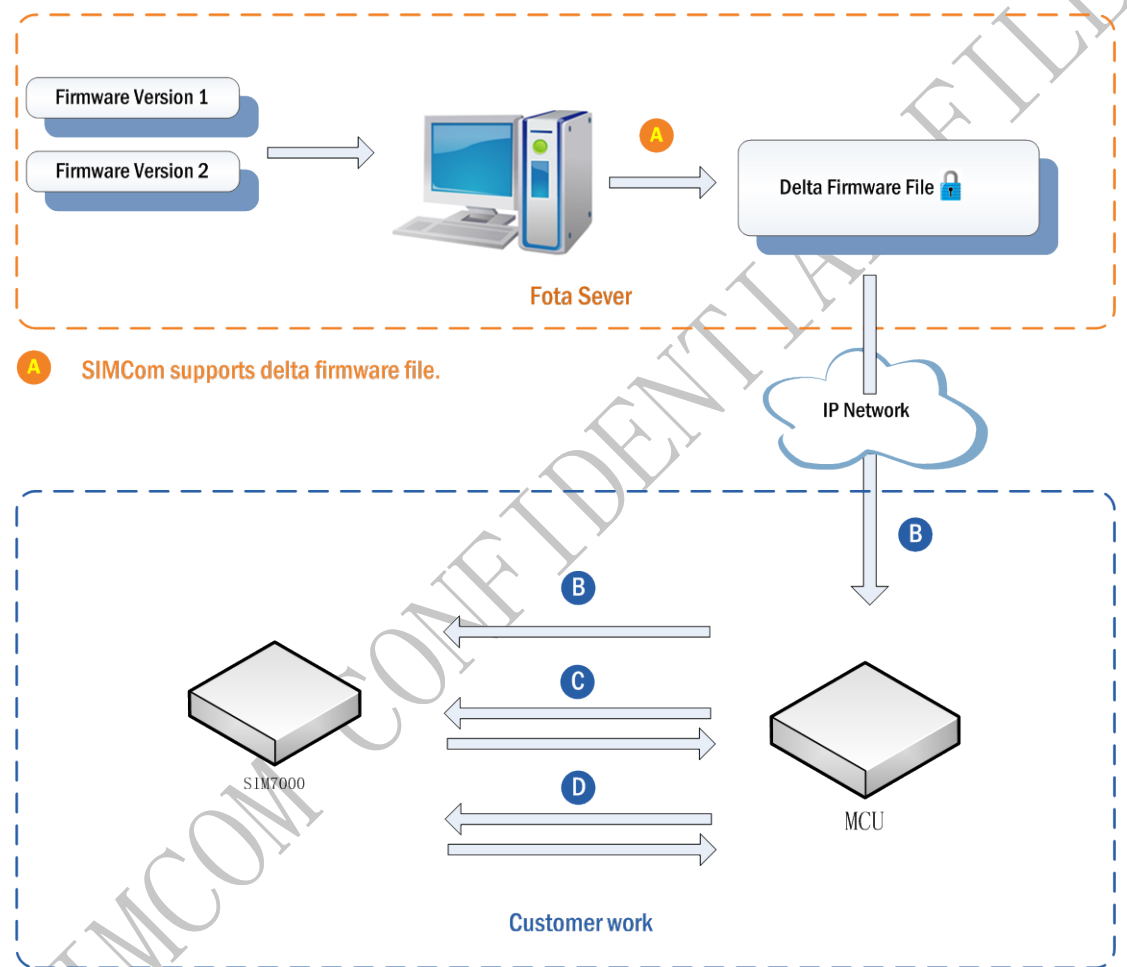 Firmware Version 1
Firmware Version 2
A
Delta Firmware File
Fota Sever
A SIMCom supports delta firmware file.
IP Network
B
B
C
D
SIM7000
MCU
Customer work
SIMCOM CONFIDENTIAL FILE